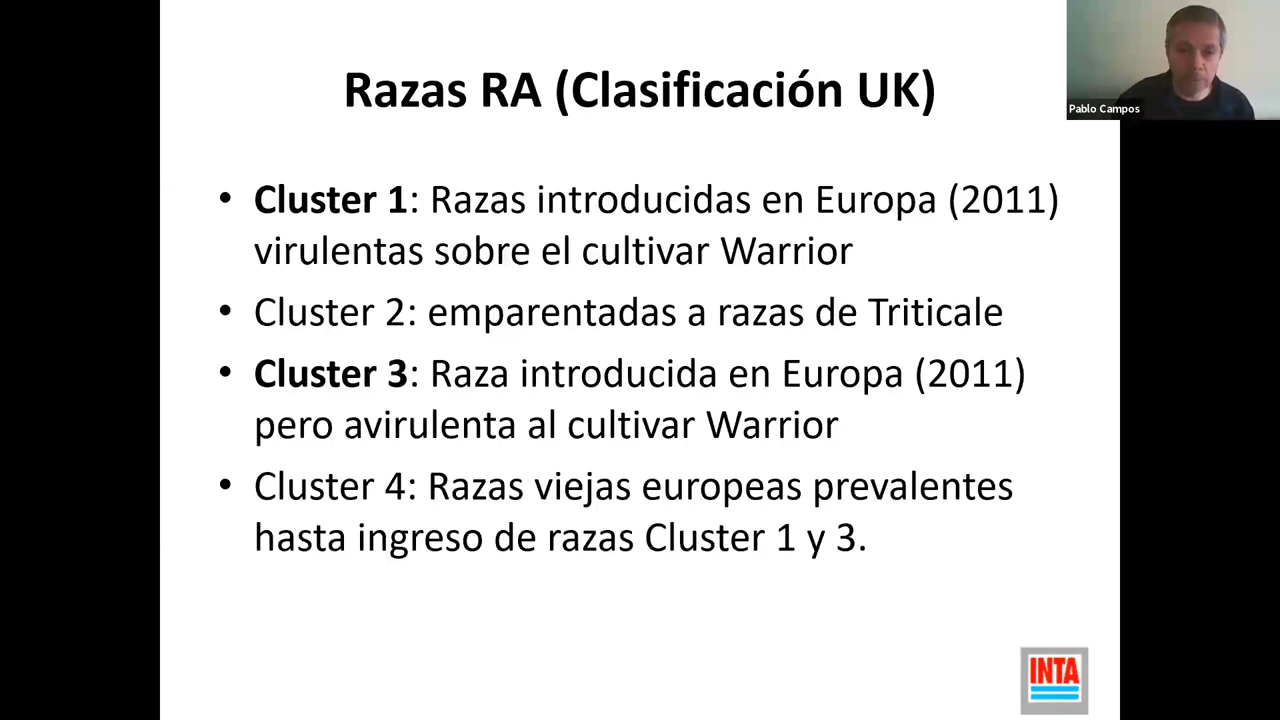 Razas RA (Clasificación UK)
Pablo Campos
• Cluster 1: Razas introducidas en Europa (2011)
virulentas sobre el cultivar Warrior
• Cluster 2: emparentadas a razas de Triticale
• Cluster 3: Raza introducida en Europa (2011)
pero avirulenta al cultivar Warrior
• Cluster 4: Razas viejas europeas prevalentes
hasta ingreso de razas Cluster 1 y 3.
INTA